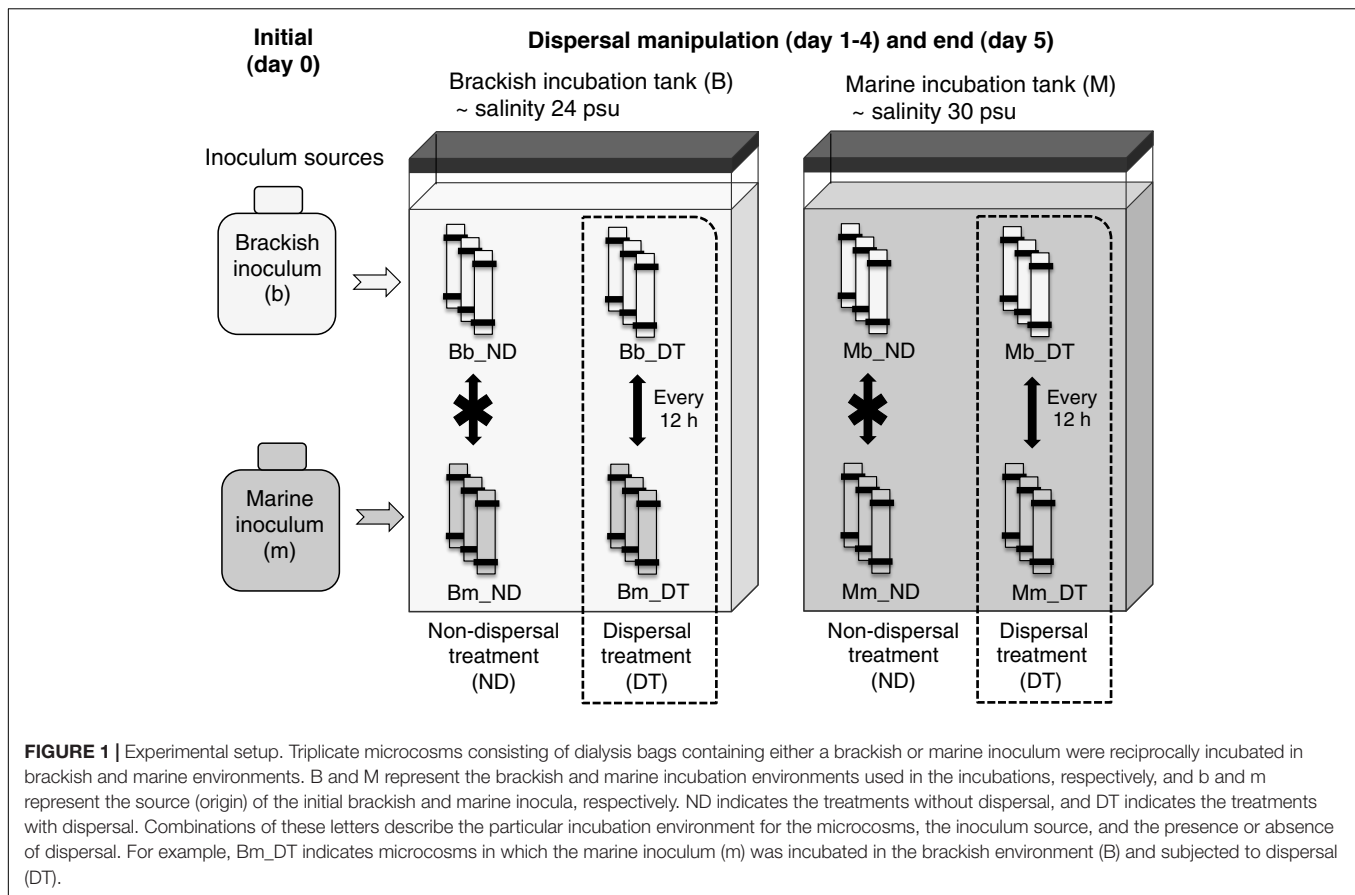 Initial
(day 0)
Dispersal manipulation (day 1-4) and end (day 5)
Brackish incubation tank (B)
~ salinity 24 psu
Marine incubation tank (M)
~ salinity 30 psu
Inoculum sources
Brackish
inoculum
(b)
Marine
inoculum
(m)
Bb_ND
Bb_DT
Every
12 h
Bm_ND
Bm_DT
Non-dispersal
treatment
(ND)
Dispersal
treatment
(DT)
Mb_ND
Mb_DT
Every
12 h
Mm_ND
Mm_DT
Non-dispersal
treatment
(ND)
Dispersal
treatment
(DT)
FIGURE 1 | Experimental setup. Triplicate microcosms consisting of dialysis bags containing either a brackish or marine inoculum were reciprocally incubated in
brackish and marine environments. B and M represent the brackish and marine incubation environments used in the incubations, respectively, and b and m
represent the source (origin) of the initial brackish and marine inocula, respectively. ND indicates the treatments without dispersal, and DT indicates the treatments
with dispersal. Combinations of these letters describe the particular incubation environment for the microcosms, the inoculum source, and the presence or absence
of dispersal. For example, Bm_DT indicates microcosms in which the marine inoculum (m) was incubated in the brackish environment (B) and subjected to dispersal
(DT).